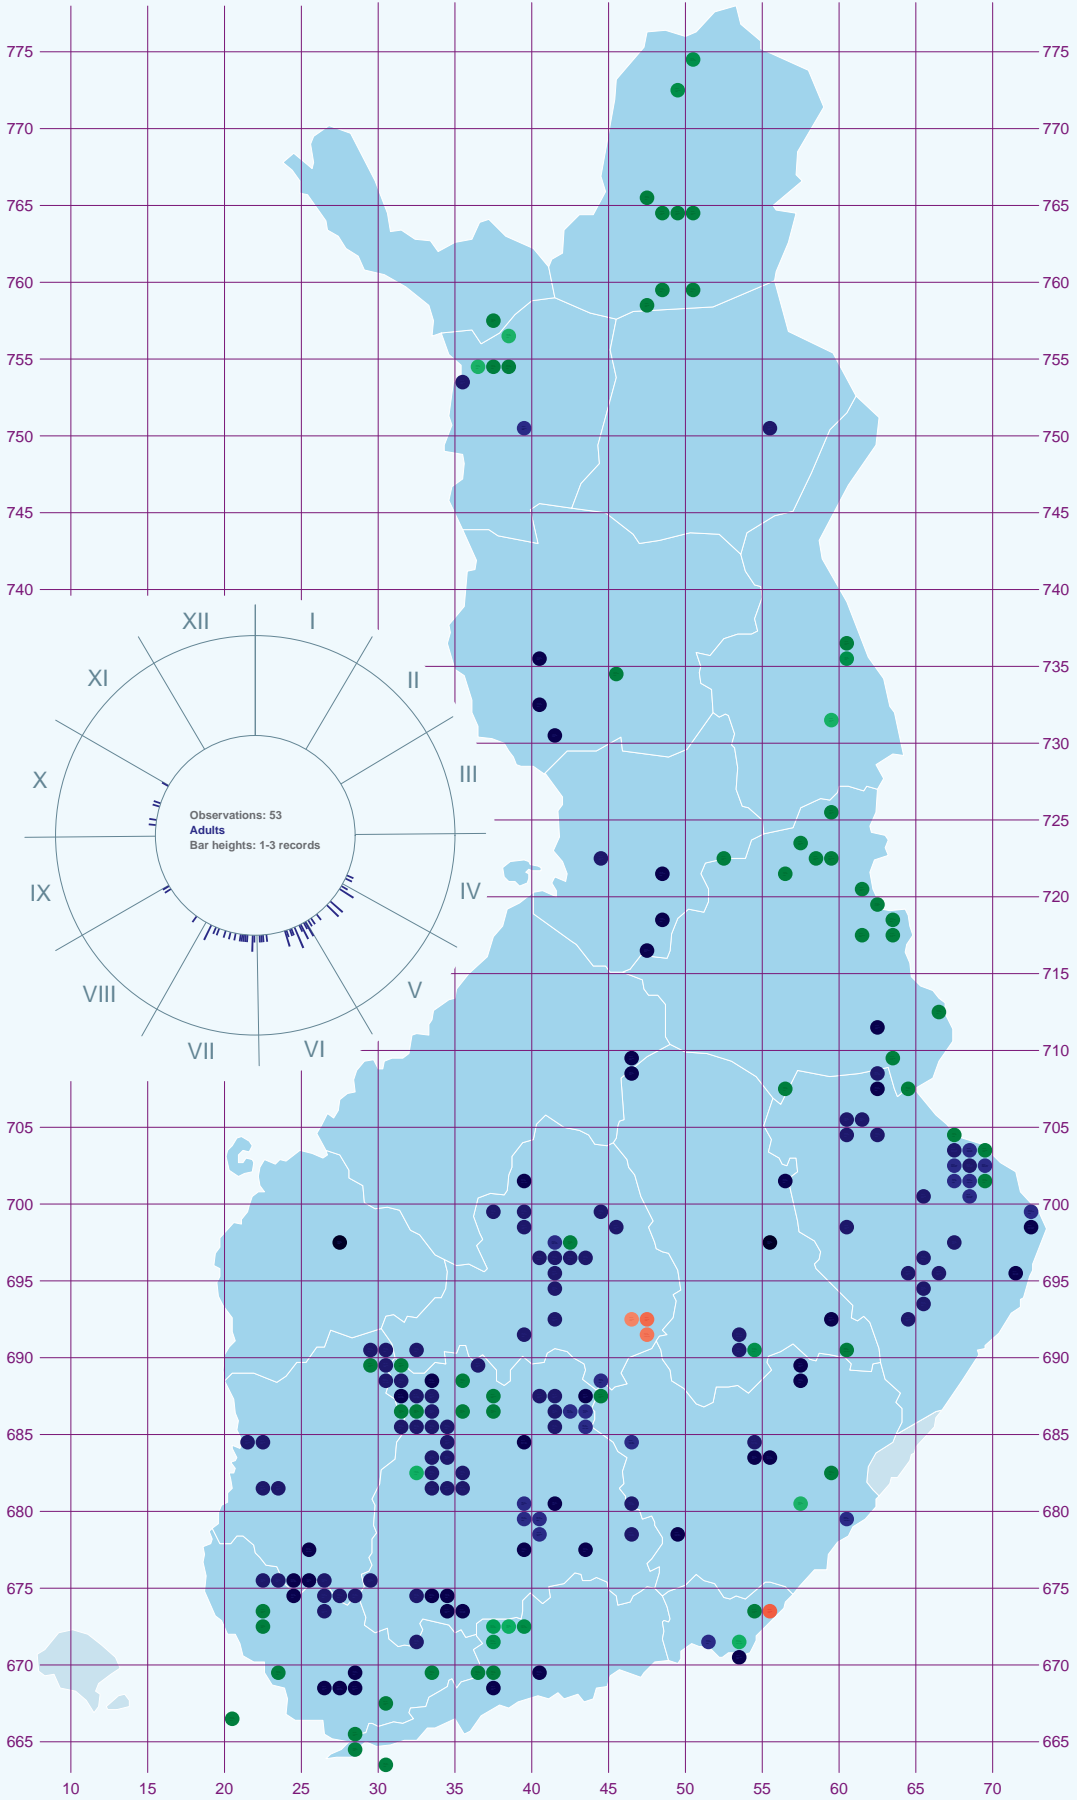 775 775
770 770
765 765
760 760
755 755
750 750
745 745
740 740
XII I
XI II
735 735
730 730
X III
Observations: 53
Adults
Bar heights: 1-3 records
725 725
IX IV
720 720
715 715
VIII V
VII VI
710 710
705 705
700 700
695 695
690 690
685 685
680 680
675 675
670 670
665 665
10 15 20 25 30 35 40 45 50 55 60 65 70